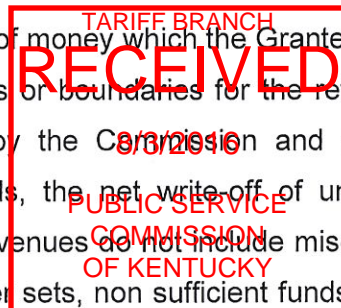 TARIFF BRANCH
of money which the Grante
RECEIVED
s or boundaries for the re
y the Commission and
8/3/2016
s, the net write-off of un
PUBLIC SERVICE
venues do not include mis
COMMISSION
OF KENTUCKY
er sets, non sufficient funds